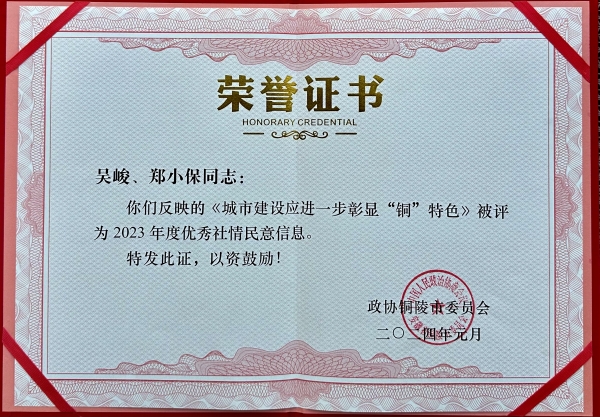 荣誉证书
HONORARY CREDENTIAL
吴峻、郑小保同志：
你们反映的《城市建设应进一步彰显“铜”特色》被评
为 2023 年度优秀社情民意信息。
特发此证，以资鼓励！
政协铜陵市委员会
二〇二四年元月